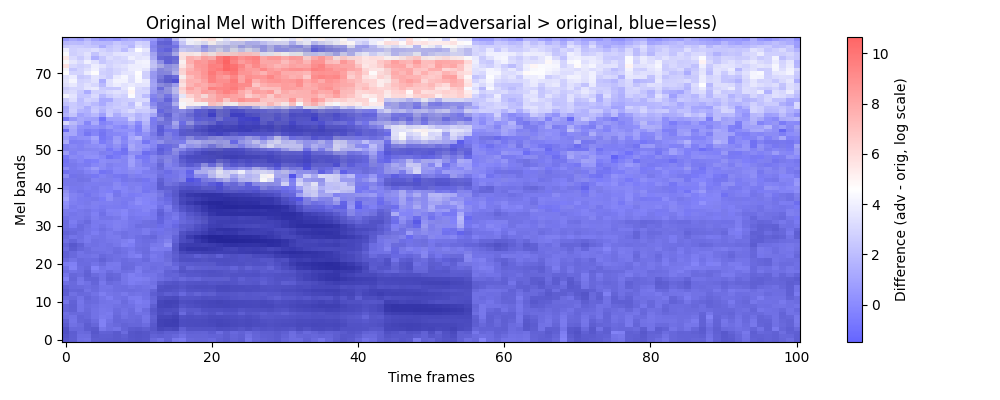 Original Mel with Differences (red=adversarial > original, blue=less)
Mel bands
70
60
50
40
30
20
10
0
0 20 40 60 80 100
Time frames
10
8
6
4
2
0
Difference (adv - orig, log scale)